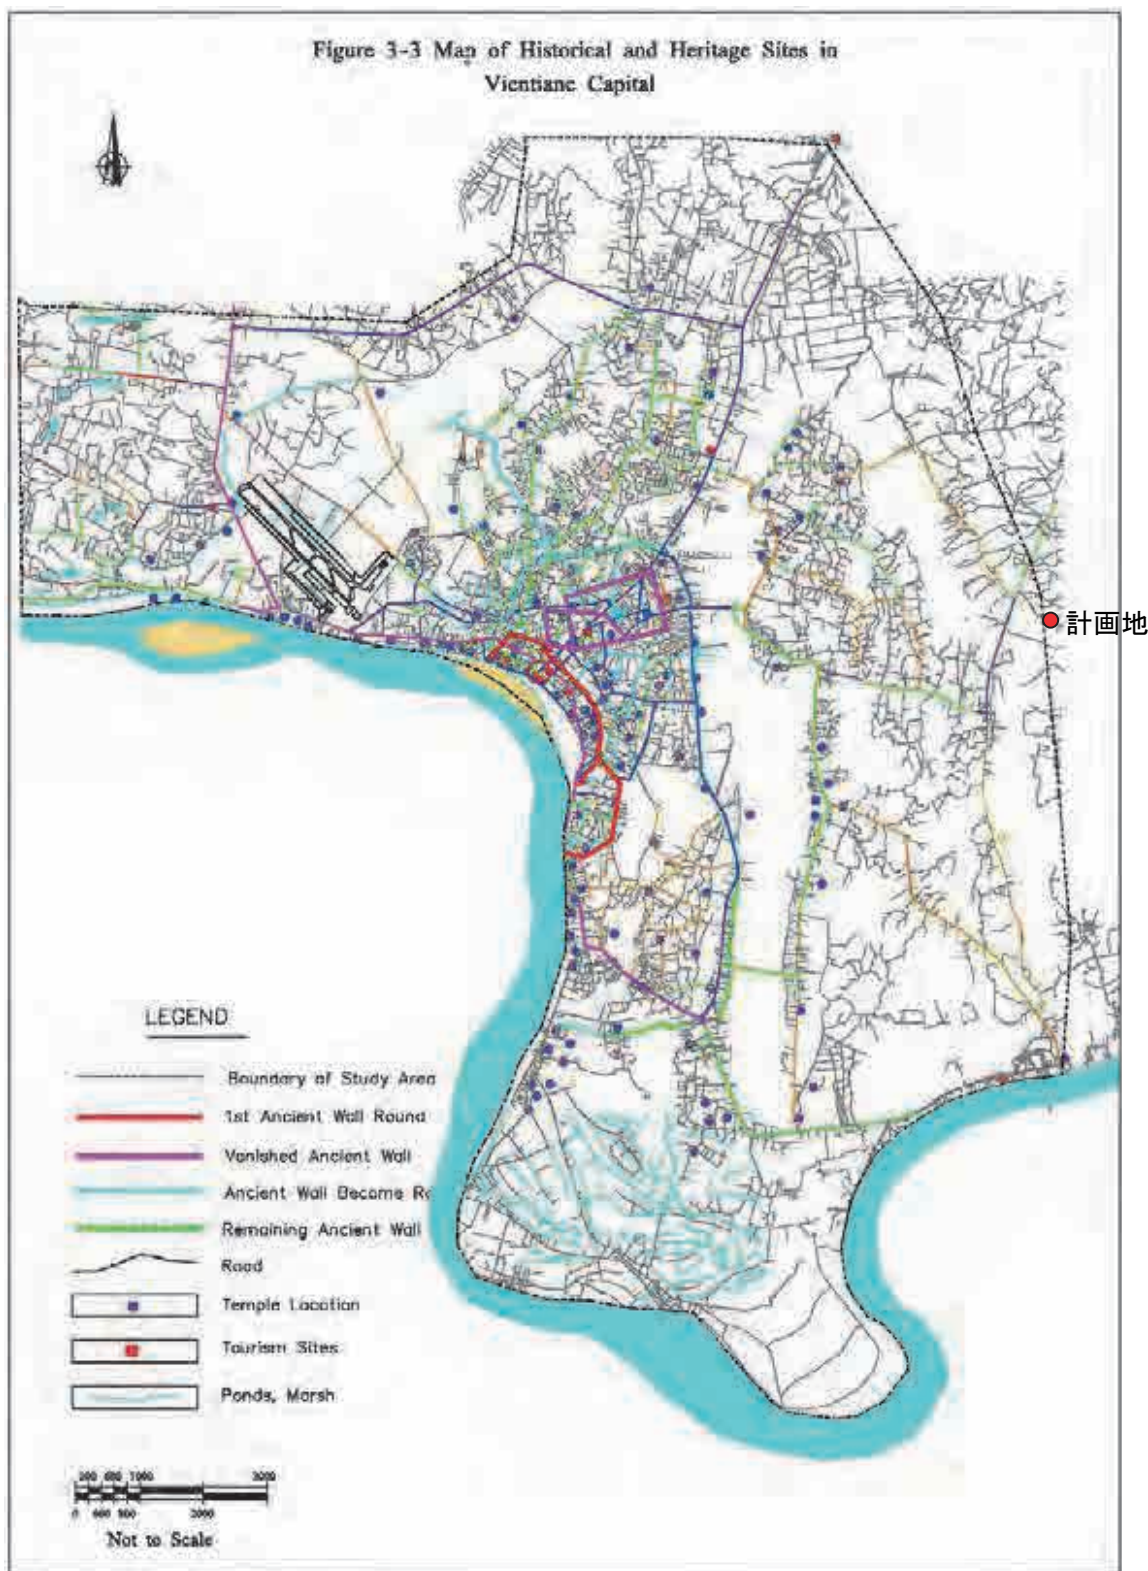 Figure 3-3 Map of Historical and Heritage Sites in
Vientiane Capital
計画地
LEGEND
Boundary of Study Area
1st Ancient Wall Round
Vanished Ancient Wall
Ancient Wall Become Ro
Remaining Ancient Wall
Road
Temple Location
Tourism Sites
Ponds, Marsh
Not to Scale